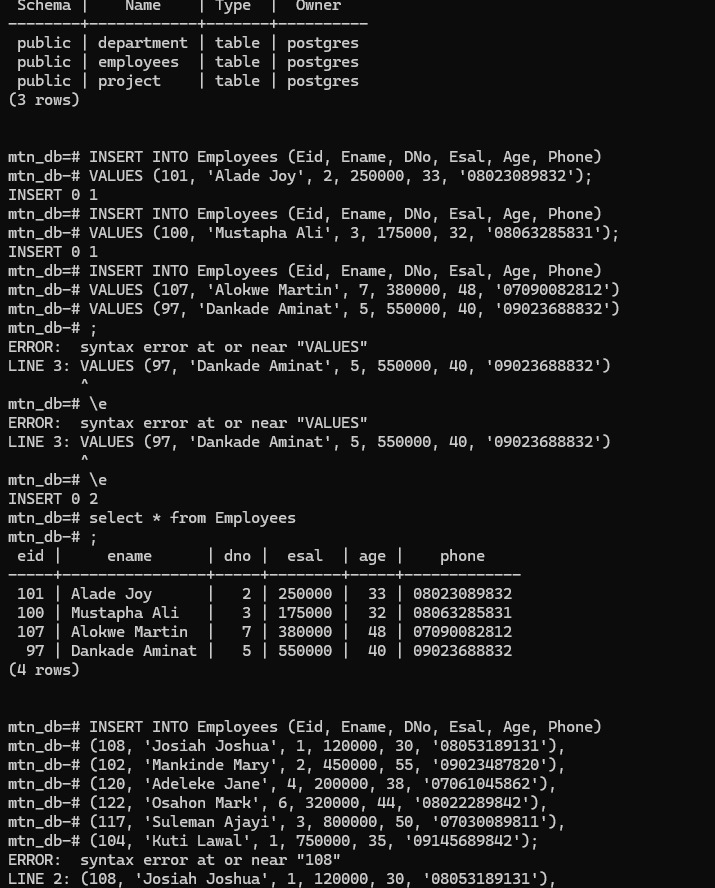 Schema |    Name    | Type  |  Owner
--------+------------+-------+----------
 public | department | table | postgres
 public | employees  | table | postgres
 public | project    | table | postgres
(3 rows)
mtn_db=# INSERT INTO Employees (Eid, Ename, DNo, Esal, Age, Phone)
mtn_db-# VALUES (101, 'Alade Joy', 2, 250000, 33, '08023089832');
INSERT 0 1
mtn_db=# INSERT INTO Employees (Eid, Ename, DNo, Esal, Age, Phone)
mtn_db-# VALUES (100, 'Mustapha Ali', 3, 175000, 32, '08063285831');
INSERT 0 1
mtn_db=# INSERT INTO Employees (Eid, Ename, DNo, Esal, Age, Phone)
mtn_db-# VALUES (107, 'Alokwe Martin', 7, 380000, 48, '07090082812')
mtn_db-# VALUES (97, 'Dankade Aminat', 5, 550000, 40, '09023688832')
mtn_db-# ;
ERROR:  syntax error at or near "VALUES"
LINE 3: VALUES (97, 'Dankade Aminat', 5, 550000, 40, '09023688832')
        ^
mtn_db=# \e
ERROR:  syntax error at or near "VALUES"
LINE 3: VALUES (97, 'Dankade Aminat', 5, 550000, 40, '09023688832')
        ^
mtn_db=# \e
INSERT 0 2
mtn_db=# select * from Employees
mtn_db-# ;
 eid |     ename      | dno |  esal  | age |    phone
-----+----------------+-----+--------+-----+-------------
 101 | Alade Joy      |   2 | 250000 |  33 | 08023089832
 100 | Mustapha Ali   |   3 | 175000 |  32 | 08063285831
 107 | Alokwe Martin  |   7 | 380000 |  48 | 07090082812
  97 | Dankade Aminat |   5 | 550000 |  40 | 09023688832
(4 rows)
mtn_db=# INSERT INTO Employees (Eid, Ename, DNo, Esal, Age, Phone)
mtn_db-# (108, 'Josiah Joshua', 1, 120000, 30, '08053189131'),
mtn_db-# (102, 'Mankinde Mary', 2, 450000, 55, '09023487820'),
mtn_db-# (120, 'Adeleke Jane', 4, 200000, 38, '07061045862'),
mtn_db-# (122, 'Osahon Mark', 6, 320000, 44, '08022289842'),
mtn_db-# (117, 'Suleman Ajayi', 3, 800000, 50, '07030089811'),
mtn_db-# (104, 'Kuti Lawal', 1, 750000, 35, '09145689842');
ERROR:  syntax error at or near "108"
LINE 2: (108, 'Josiah Joshua', 1, 120000, 30, '08053189131'),